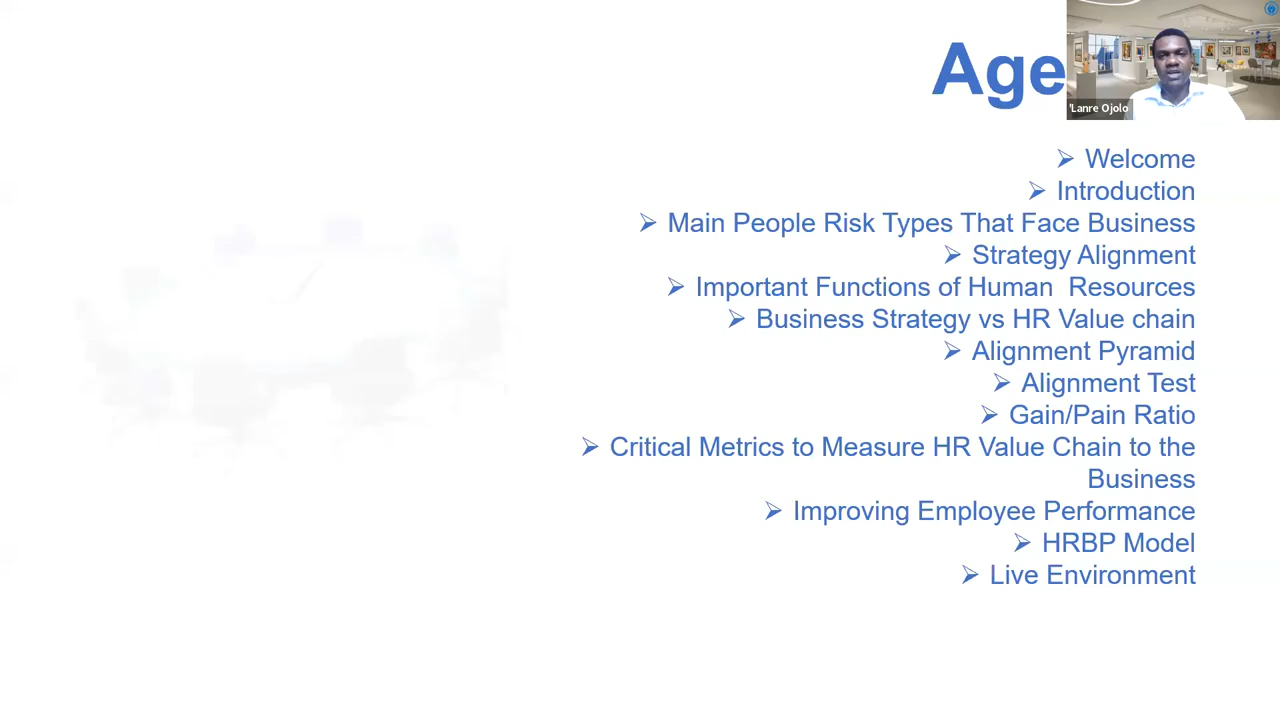 Age
'Lanre Ojolo
➢ Welcome
➢ Introduction
➢ Main People Risk Types That Face Business
➢ Strategy Alignment
➢ Important Functions of Human  Resources
➢ Business Strategy vs HR Value chain
➢ Alignment Pyramid
➢ Alignment Test
➢ Gain/Pain Ratio
➢ Critical Metrics to Measure HR Value Chain to the
Business
➢ Improving Employee Performance
➢ HRBP Model
➢ Live Environment